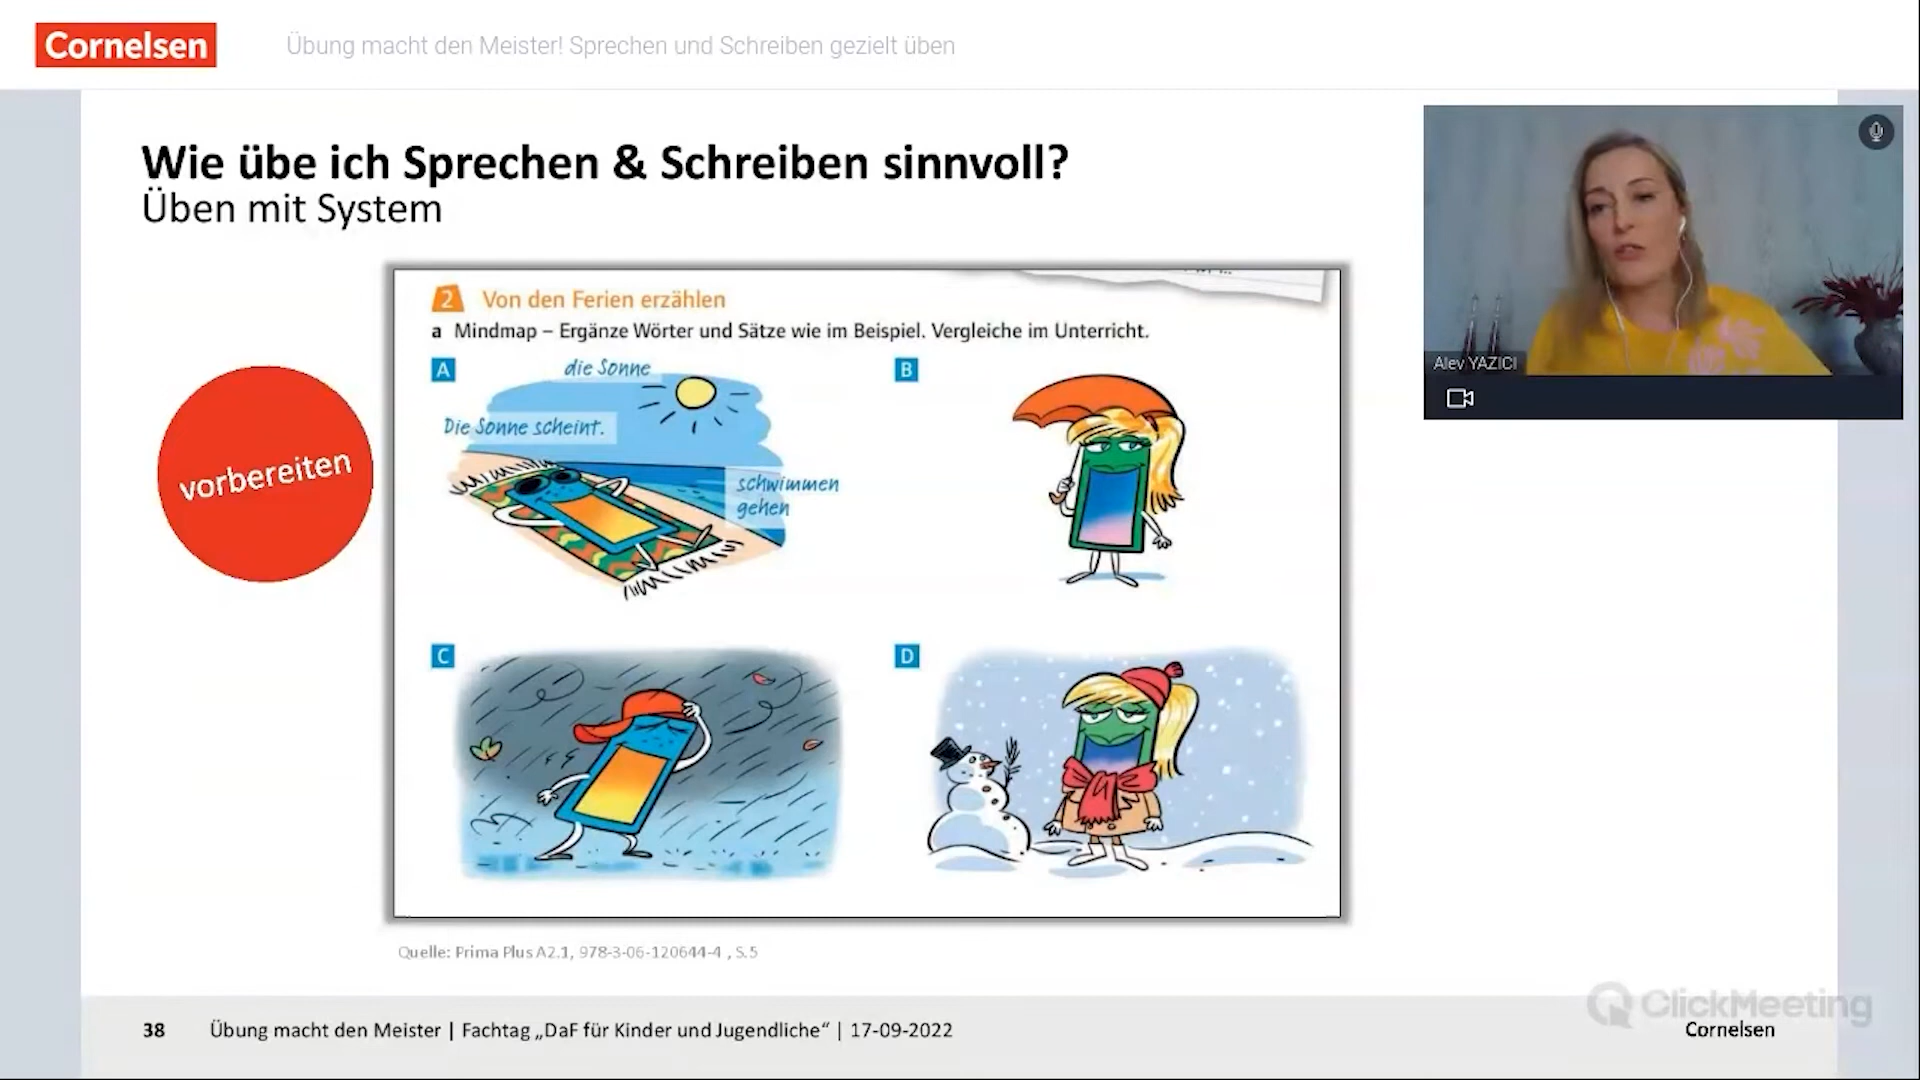 Cornelsen
Übung macht den Meister! Sprechen und Schreiben gezielt üben
Wie übe ich Sprechen & Schreiben sinnvoll?
Üben mit System
vorbereiten
2 Von den Ferien erzählen
a Mindmap – Ergänze Wörter und Sätze wie im Beispiel. Vergleiche im Unterricht.
A
die Sonne
Die Sonne scheint.
schwimmen
gehen
B
C
D
Quelle: Prima Plus A2.1, 978-3-06-120644-4 , S.5
Alev YAZICI
38 Übung macht den Meister | Fachtag „DaF für Kinder und Jugendliche“ | 17-09-2022
ClickMeeting
Cornelsen